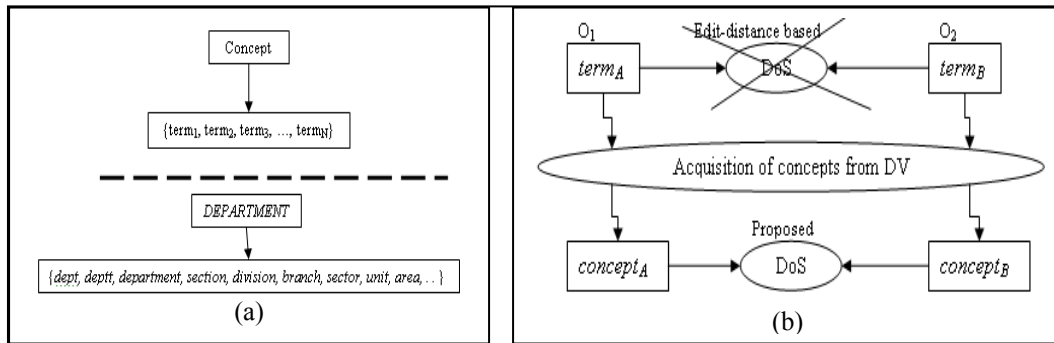 Concept
{term₁, term₂, term₃, ..., termN}
DEPARTMENT
{dept, deptt, department, section, division, branch, sector, unit, area, . . }
(a)
O₁ Edit-distance based O₂
termA DoS termB
Acquisition of concepts from DV
Proposed
conceptA DoS conceptB
(b)